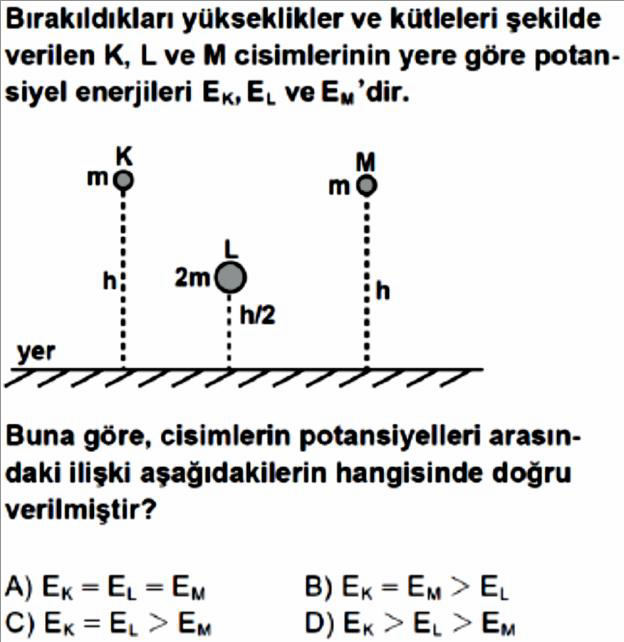 Bırakıldıkları yükseklikler ve kütleleri şekilde
verilen K, L ve M cisimlerinin yere göre potan-
siyel enerjileri EK, EL ve EM'dir.
K
m
M
m
L
2m
h
h/2
h
yer
Buna göre, cisimlerin potansiyelleri arasın-
daki ilişki aşağıdakilerin hangisinde doğru
verilmiştir?
A) EK = EL = EM
B) EK = EM > EL
C) EK = EL > EM
D) EK > EL > EM